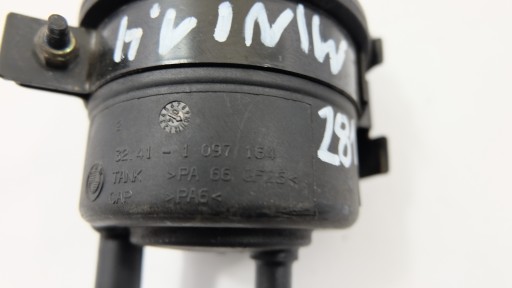 MINI 1.4
281
32 41 - 1 097 164
TANK >PA 66 GF25<
CAP >PA6<